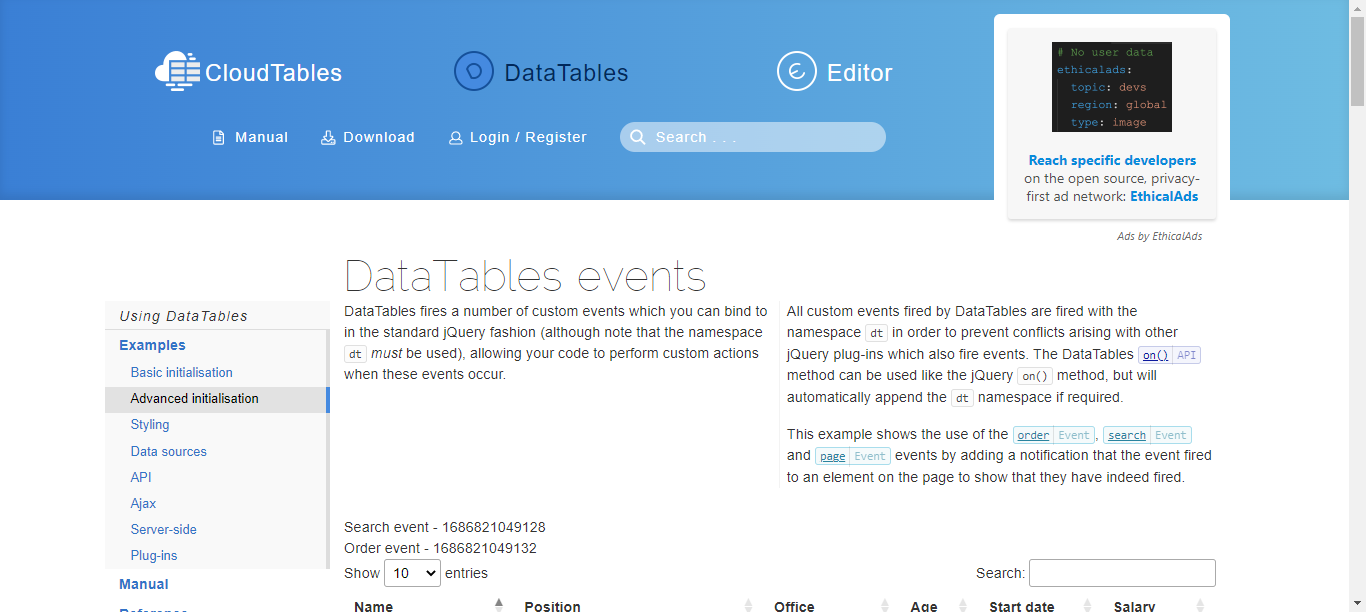 CloudTables
DataTables
Editor
Manual
Download
Login / Register
Search . . .
# No user data
ethicalads:
topic: devs
region: global
type: image
Reach specific developers
on the open source, privacy-
first ad network: EthicalAds
Ads by EthicalAds
DataTables events
Using DataTables
Examples
Basic initialisation
Advanced initialisation
Styling
Data sources
API
Ajax
Server-side
Plug-ins
Manual
Reference
DataTables fires a number of custom events which you can bind to
in the standard jQuery fashion (although note that the namespace
dt must be used), allowing your code to perform custom actions
when these events occur.
All custom events fired by DataTables are fired with the
namespace dt in order to prevent conflicts arising with other
jQuery plug-ins which also fire events. The DataTables on() API
method can be used like the jQuery on() method, but will
automatically append the dt namespace if required.
This example shows the use of the order Event, search Event
and page Event events by adding a notification that the event fired
to an element on the page to show that they have indeed fired.
Search event - 1686821049128
Order event - 1686821049132
Show 10 entries
Search:
Name Position Office Age Start date Salary